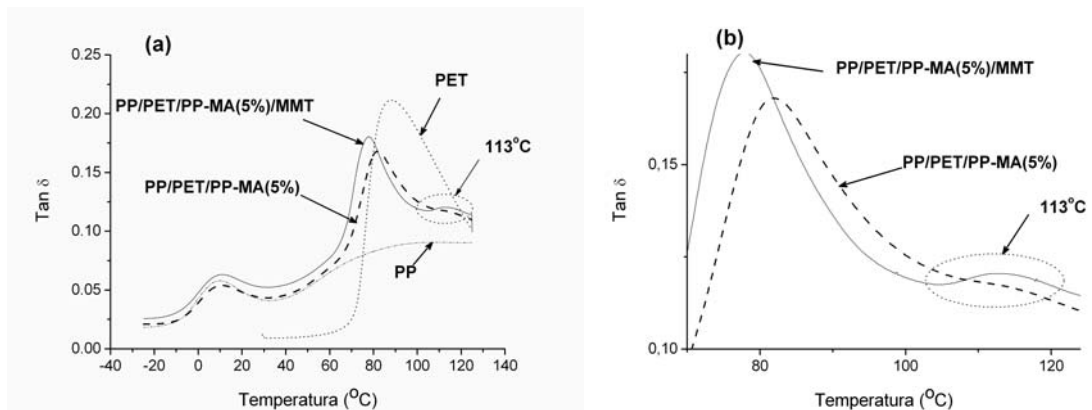 (a)
0.25
0.20
0.15
0.10
0.05
0.00
Tan δ
PET
PP/PET/PP-MA(5%)/MMT
113°C
PP/PET/PP-MA(5%)
PP
-40 -20 0 20 40 60 80 100 120 140
Temperatura (°C)
(b)
0,15
0,10
Tan δ
PP/PET/PP-MA(5%)/MMT
PP/PET/PP-MA(5%)
113°C
80 100 120
Temperatura (°C)